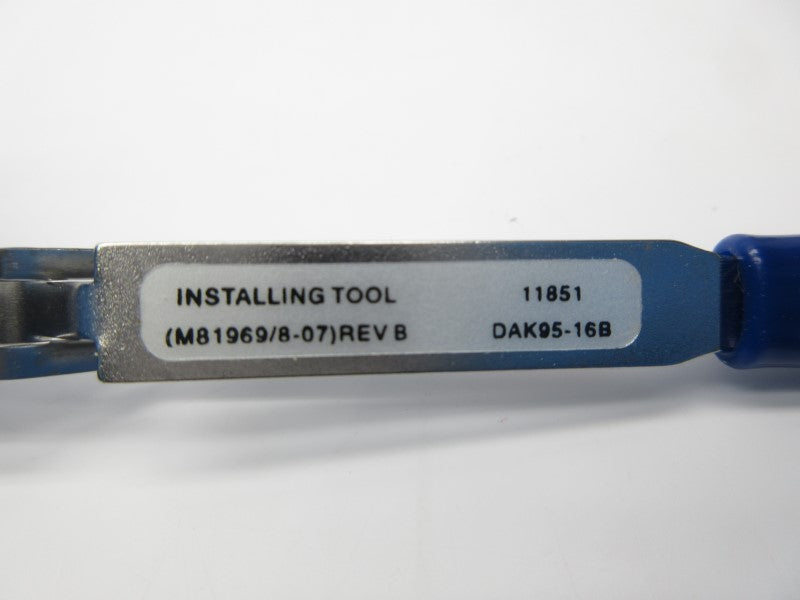 INSTALLING TOOL 11851
(M81969/8-07)REV B DAK95-16B